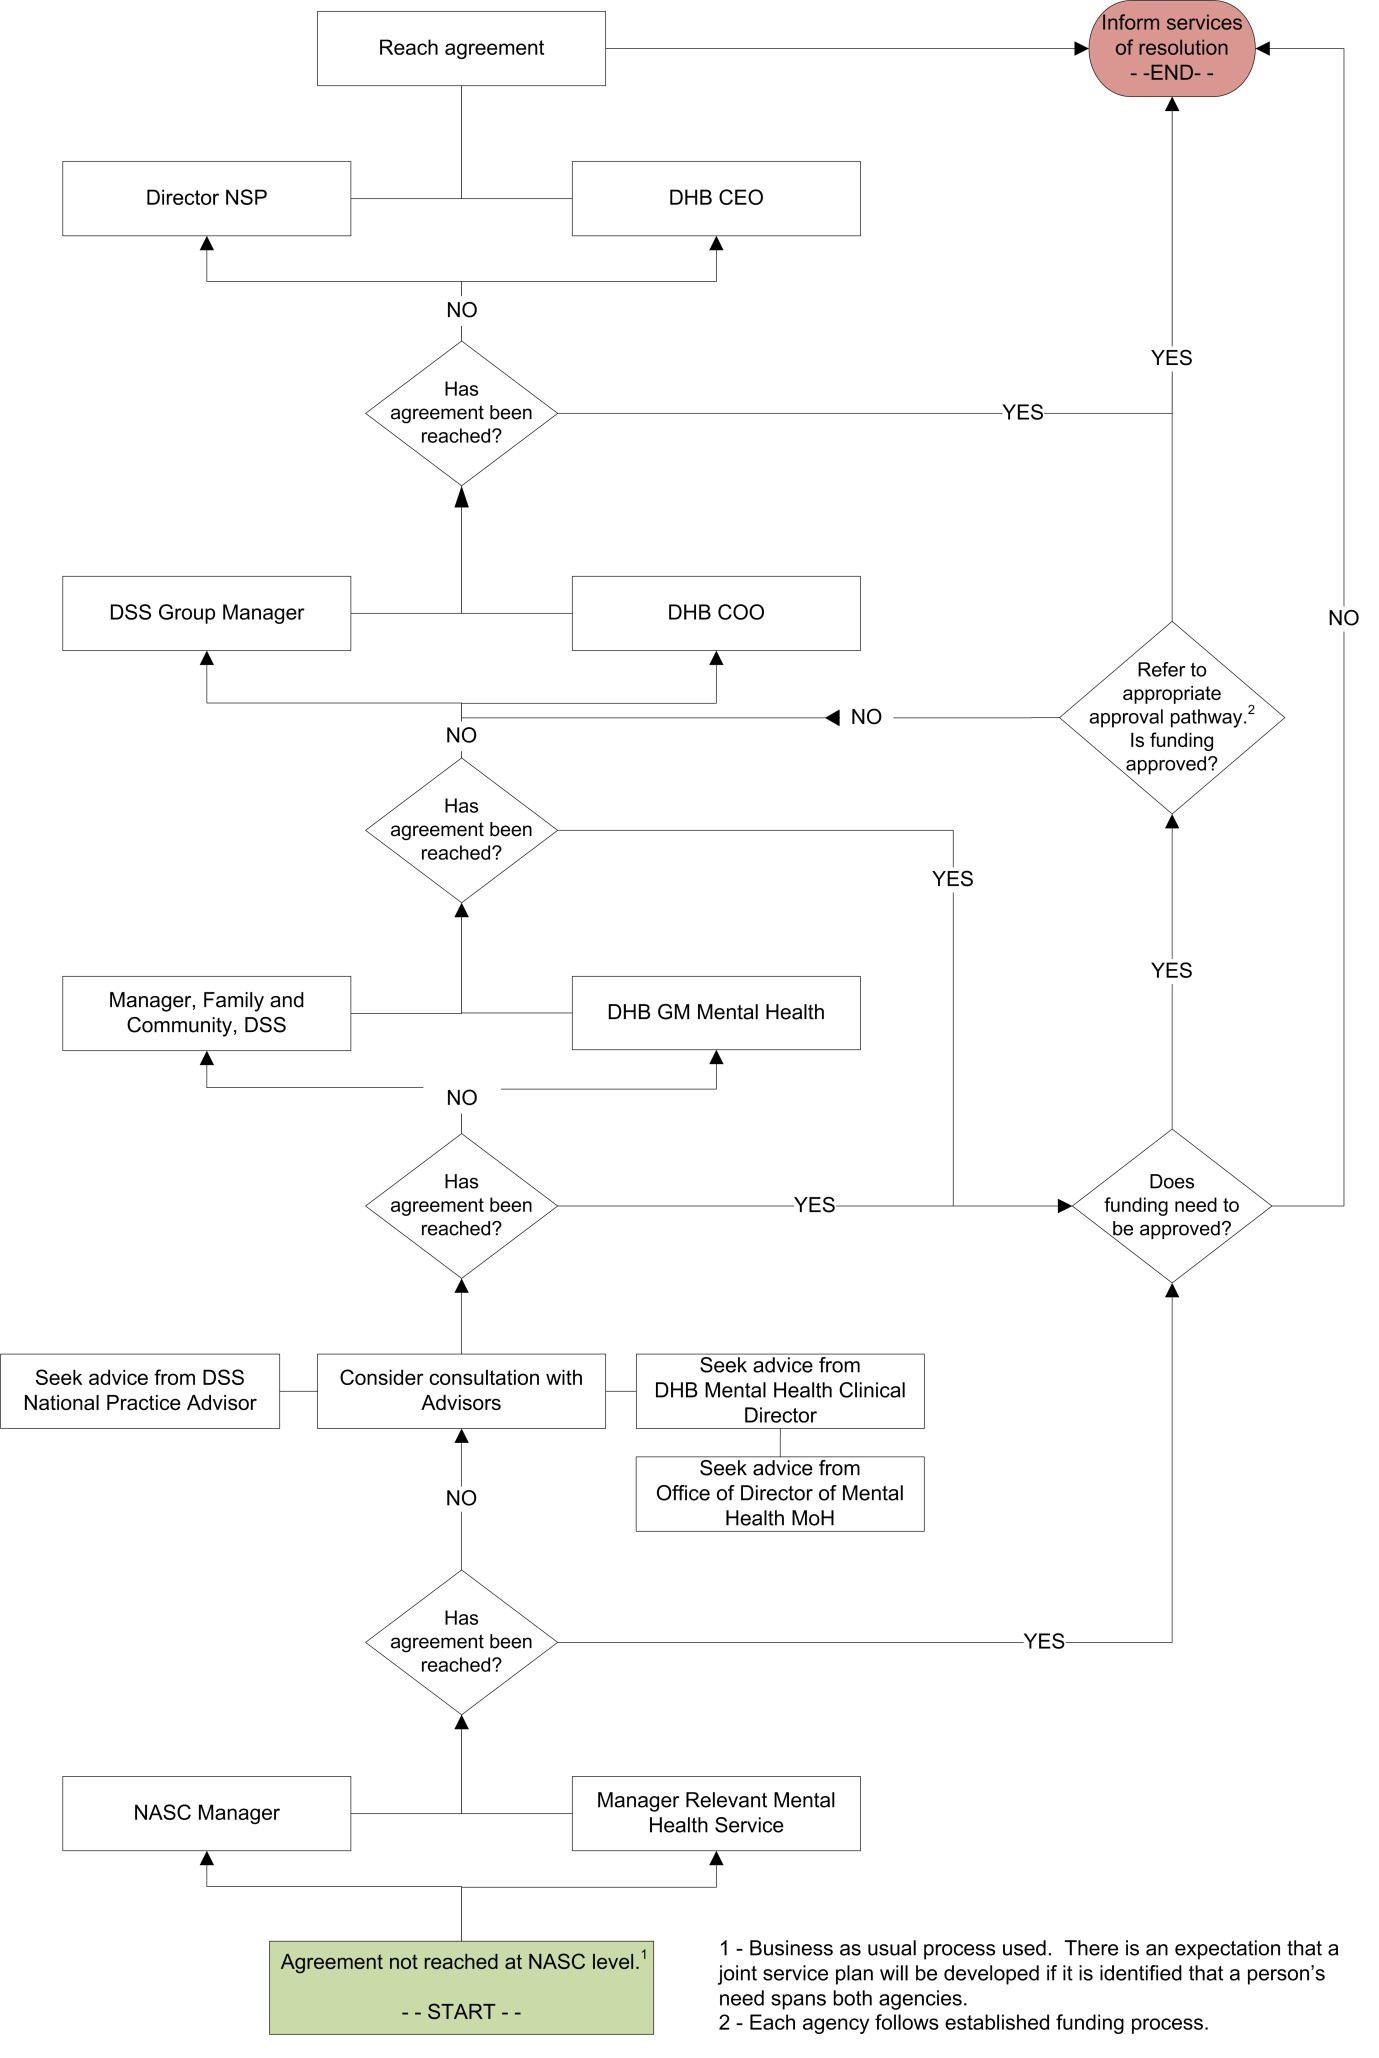 Reach agreement
Inform services
of resolution
- -END- -
Director NSP
DHB CEO
NO
YES
Has
agreement been
reached?
YES
DSS Group Manager
DHB COO
NO
Refer to
appropriate
approval pathway.2
Is funding
approved?
NO
NO
Has
agreement been
reached?
YES
YES
Manager, Family and
Community, DSS
DHB GM Mental Health
NO
Has
agreement been
reached?
YES
Does
funding need to
be approved?
Seek advice from DSS
National Practice Advisor
Consider consultation with
Advisors
Seek advice from
DHB Mental Health Clinical
Director
Seek advice from
Office of Director of Mental
Health MoH
NO
Has
agreement been
reached?
YES
NASC Manager
Manager Relevant Mental
Health Service
Agreement not reached at NASC level.1
- - START - -
1 - Business as usual process used.  There is an expectation that a
joint service plan will be developed if it is identified that a person’s
need spans both agencies.
2 - Each agency follows established funding process.